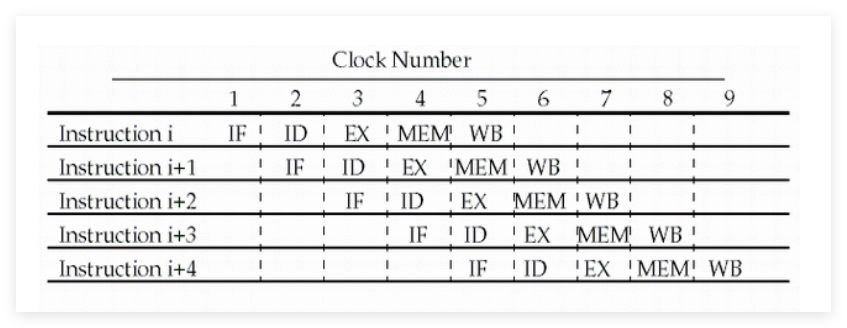 Clock Number
1 2 3 4 5 6 7 8 9
Instruction i IF ID EX MEM WB
Instruction i+1 IF ID EX MEM WB
Instruction i+2 IF ID EX MEM WB
Instruction i+3 IF ID EX MEM WB
Instruction i+4 IF ID EX MEM WB